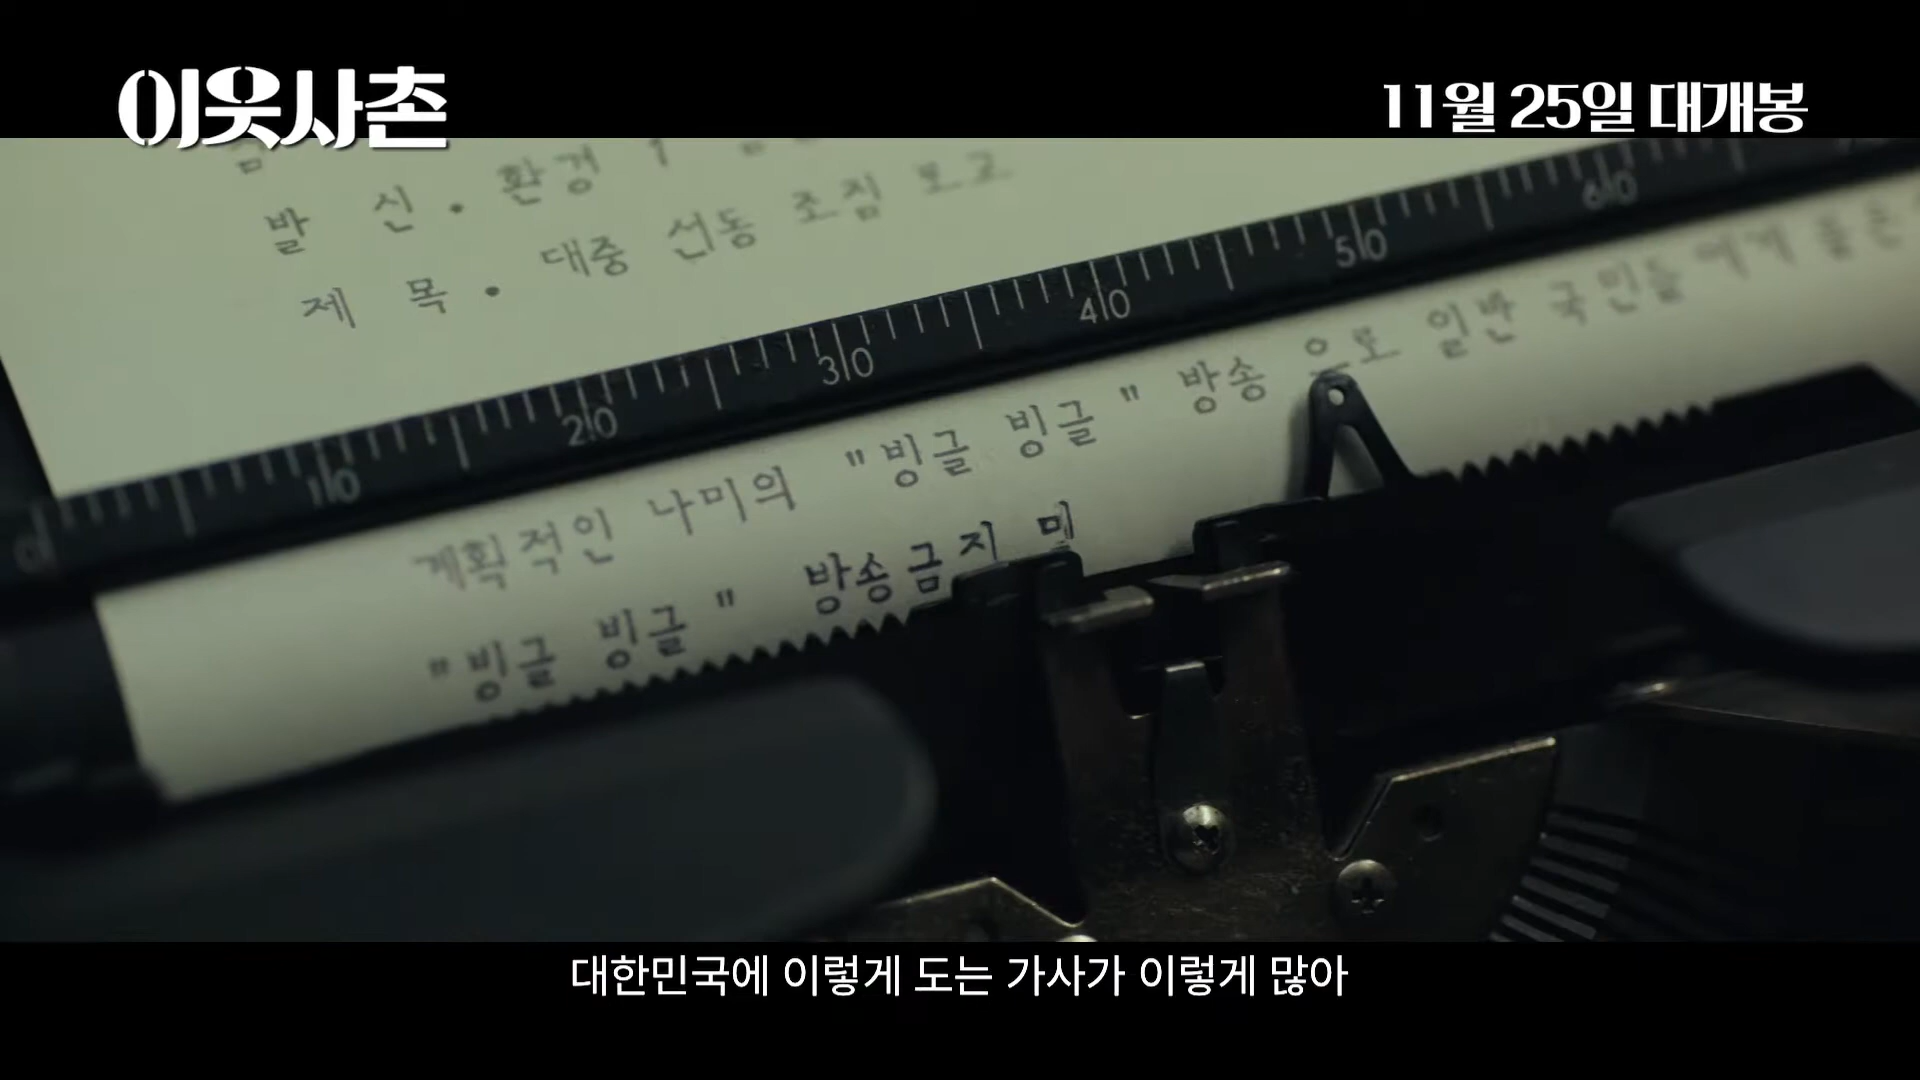 이웃사촌
11월 25일 대개봉
발 신 . 환경
제 목 . 대중 선동 조짐 보고
0 10 20 30 40 50 60
계획적인 나미의 "빙글 빙글" 방송 으로 일반 국민들 에게
"빙글 빙글" 방송금지 및
대한민국에 이렇게 도는 가사가 이렇게 많아